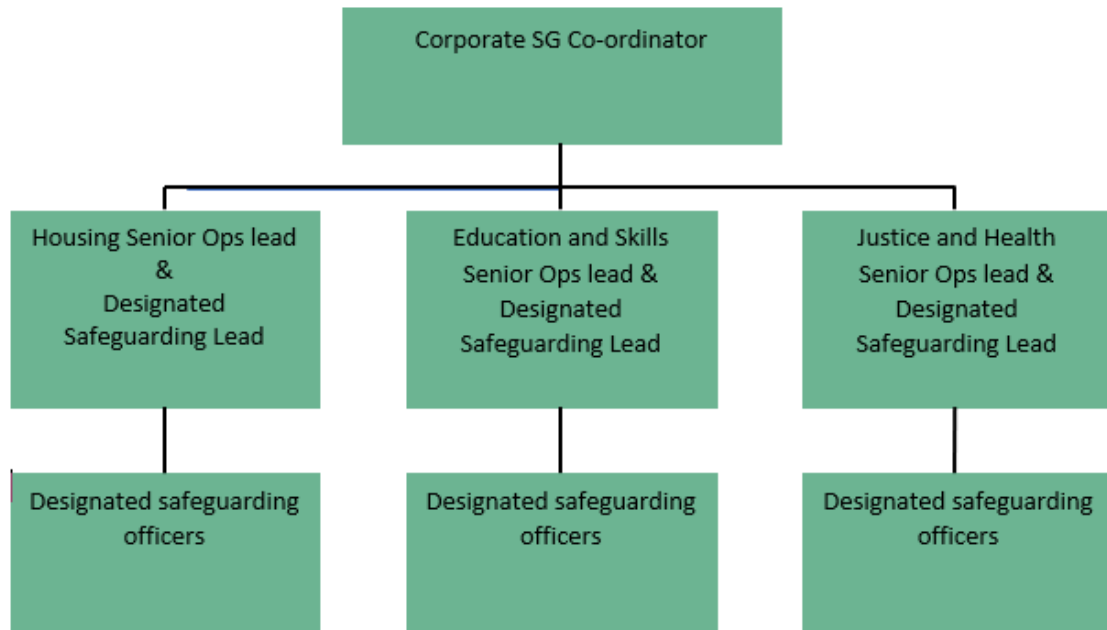 Corporate SG Co-ordinator
Housing Senior Ops lead
&
Designated
Safeguarding Lead
Education and Skills
Senior Ops lead &
Designated
Safeguarding Lead
Justice and Health
Senior Ops lead &
Designated
Safeguarding Lead
Designated safeguarding
officers
Designated safeguarding
officers
Designated safeguarding
officers